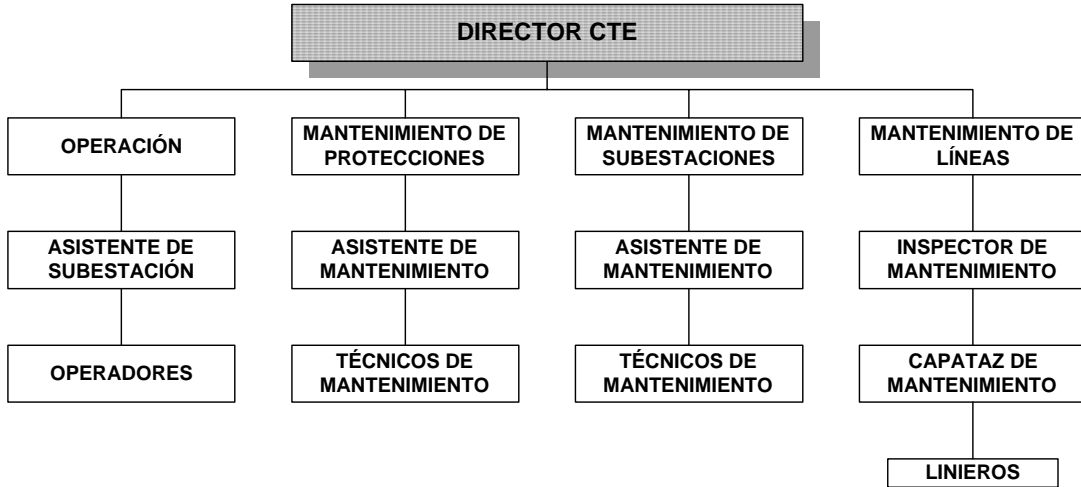 DIRECTOR CTE
OPERACIÓN
MANTENIMIENTO DE
PROTECCIONES
MANTENIMIENTO DE
SUBESTACIONES
MANTENIMIENTO DE
LÍNEAS
ASISTENTE DE
SUBESTACIÓN
ASISTENTE DE
MANTENIMIENTO
ASISTENTE DE
MANTENIMIENTO
INSPECTOR DE
MANTENIMIENTO
OPERADORES
TÉCNICOS DE
MANTENIMIENTO
TÉCNICOS DE
MANTENIMIENTO
CAPATAZ DE
MANTENIMIENTO
LINIEROS